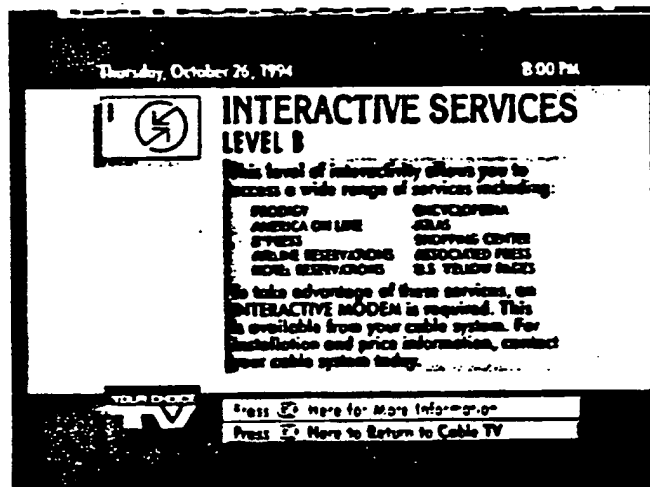 Thursday, October 26, 1994 8:00 PM
INTERACTIVE SERVICES
LEVEL B
This level of interactivity allows you to
access a wide range of services including:
PRODIGY ENCYCLOPEDIA
AMERICA ON LINE ATLAS
X*PRESS SHOPPING CENTER
AIRLINE RESERVATIONS ASSOCIATED PRESS
HOTEL RESERVATIONS U.S. YELLOW PAGES
To take advantage of these services, an
INTERACTIVE MODEM is required. This
is available from your cable system. For
installation and price information, contact
your cable system today.
YOUR CHOICE
TV
Press Here for More Information
Press Here to Return to Cable TV